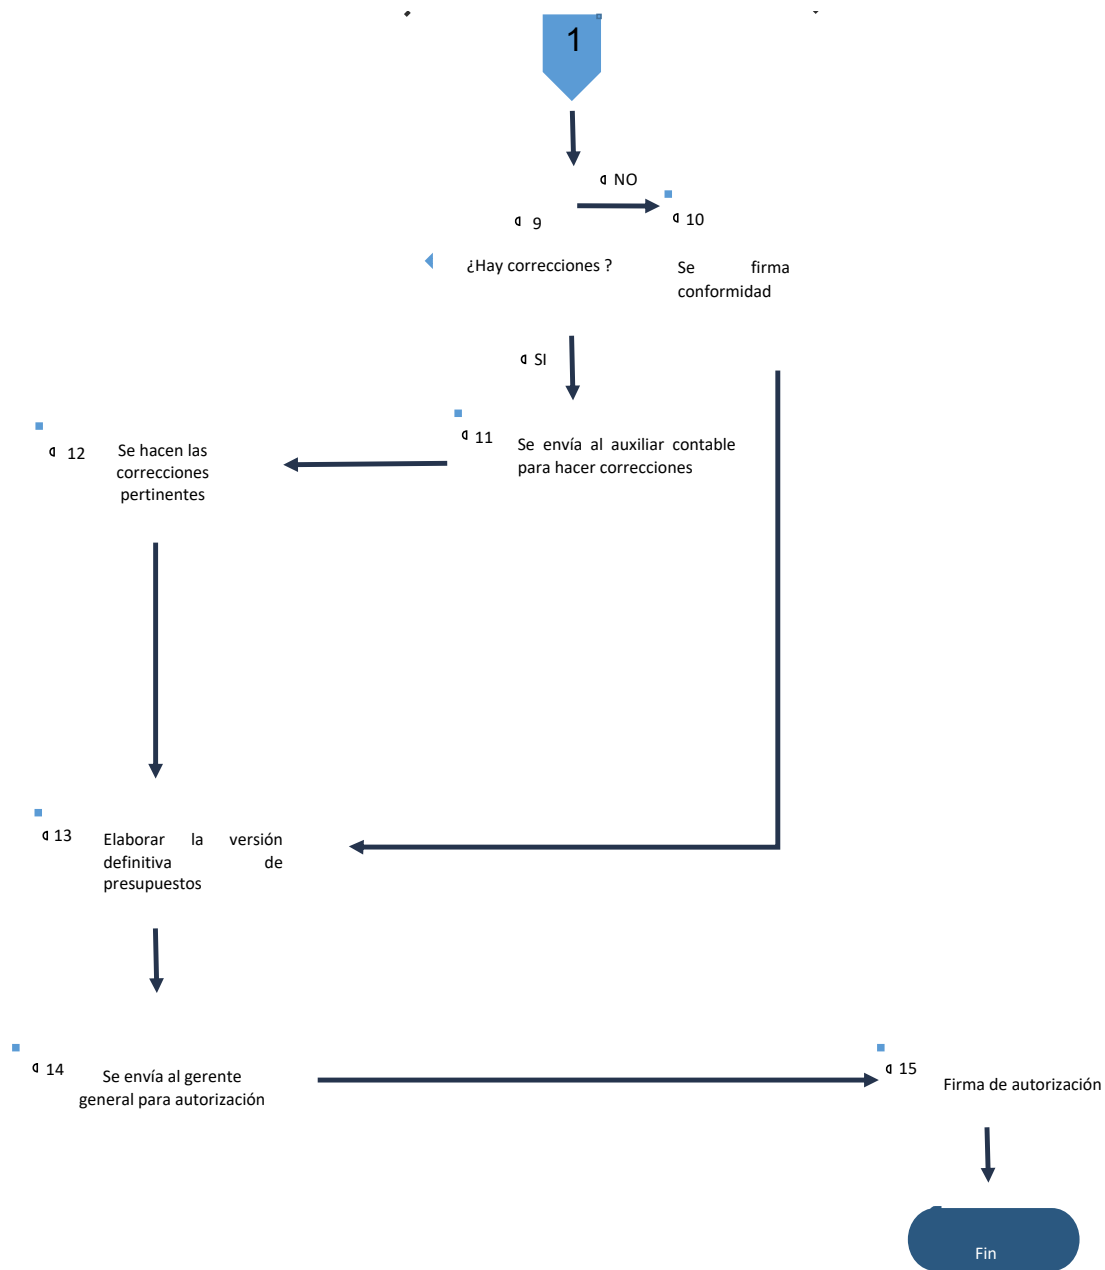 1
NO
9
10
¿Hay correcciones ?
Se firma
conformidad
SI
11
Se envía al auxiliar contable
para hacer correcciones
12
Se hacen las
correcciones
pertinentes
13
Elaborar la versión
definitiva de
presupuestos
14
Se envía al gerente
general para autorización
15
Firma de autorización
Fin